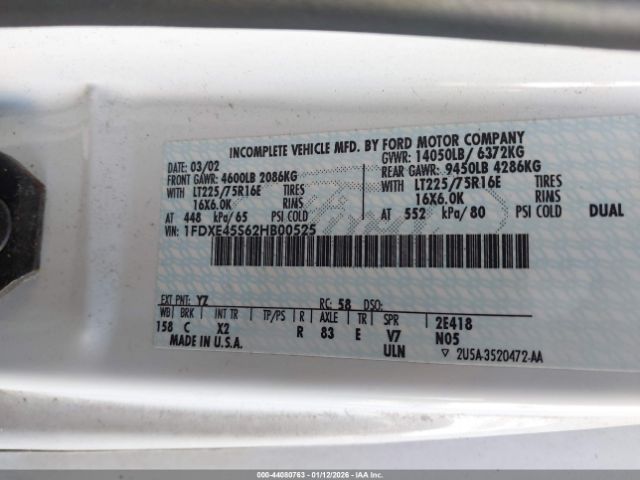 INCOMPLETE VEHICLE MFD. BY FORD MOTOR COMPANY
DATE: 03/02 GVWR: 14050LB/ 6372KG
FRONT GAWR: 4600LB 2086KG REAR GAWR: 9450LB 4286KG
WITH LT225/75R16E TIRES WITH LT225/75R16E TIRES
16X6.0K RIMS 16X6.0K RIMS
AT 448 kPa/ 65 PSI COLD AT 552 kPa/ 80 PSI COLD DUAL
VIN: 1FDXE45S62HB00525
EXT PNT: YZ RC: 58 DSO:
WB BRK INT TR TP/PS R AXLE TR SPR 2E418
158 C X2 R 83 E V7 N05
MADE IN U.S.A. ULN ▽ 2U5A-3520472-AA
000-44080763 - 01/12/2026 - IAA Inc.